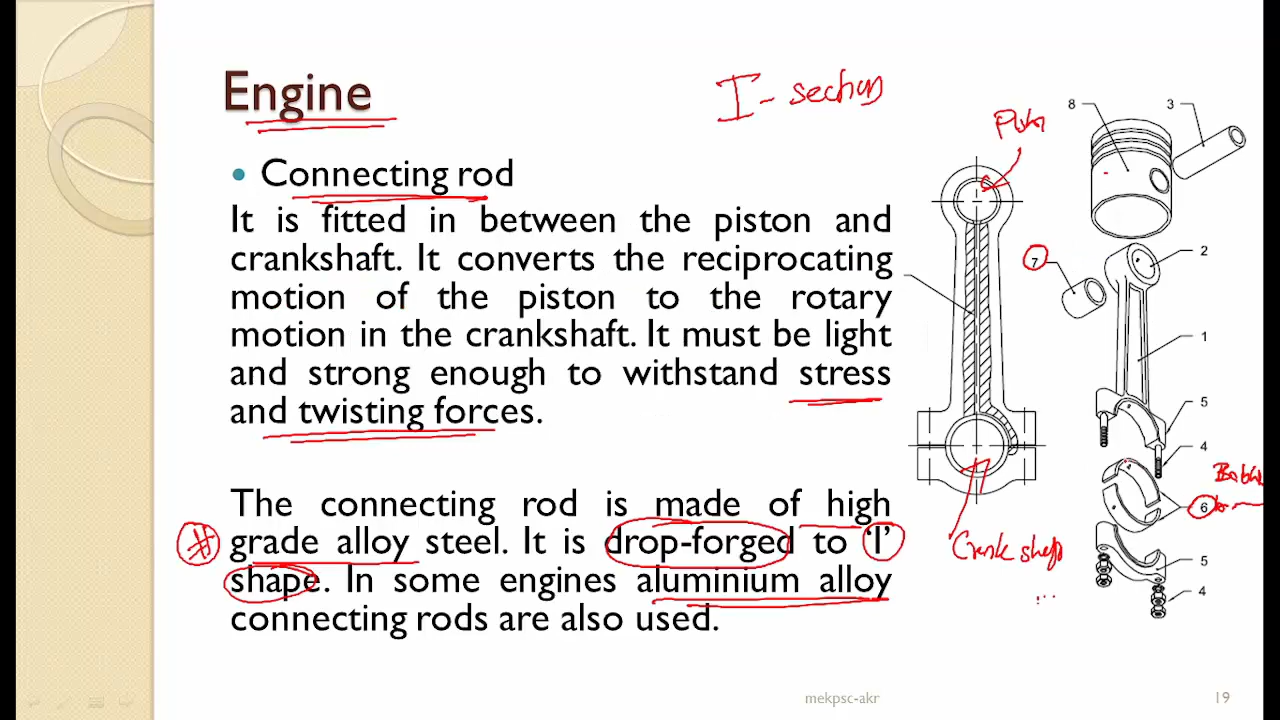 Engine
I - section
Connecting rod
It is fitted in between the piston and
crankshaft. It converts the reciprocating
motion of the piston to the rotary
motion in the crankshaft. It must be light
and strong enough to withstand stress
and twisting forces.
The connecting rod is made of high
grade alloy steel. It is drop-forged to ‘I’
shape. In some engines aluminium alloy
connecting rods are also used.
#
Piston
Crank shaft
8
3
7
2
1
5
4
6
5
4
mekpsc-akr
19